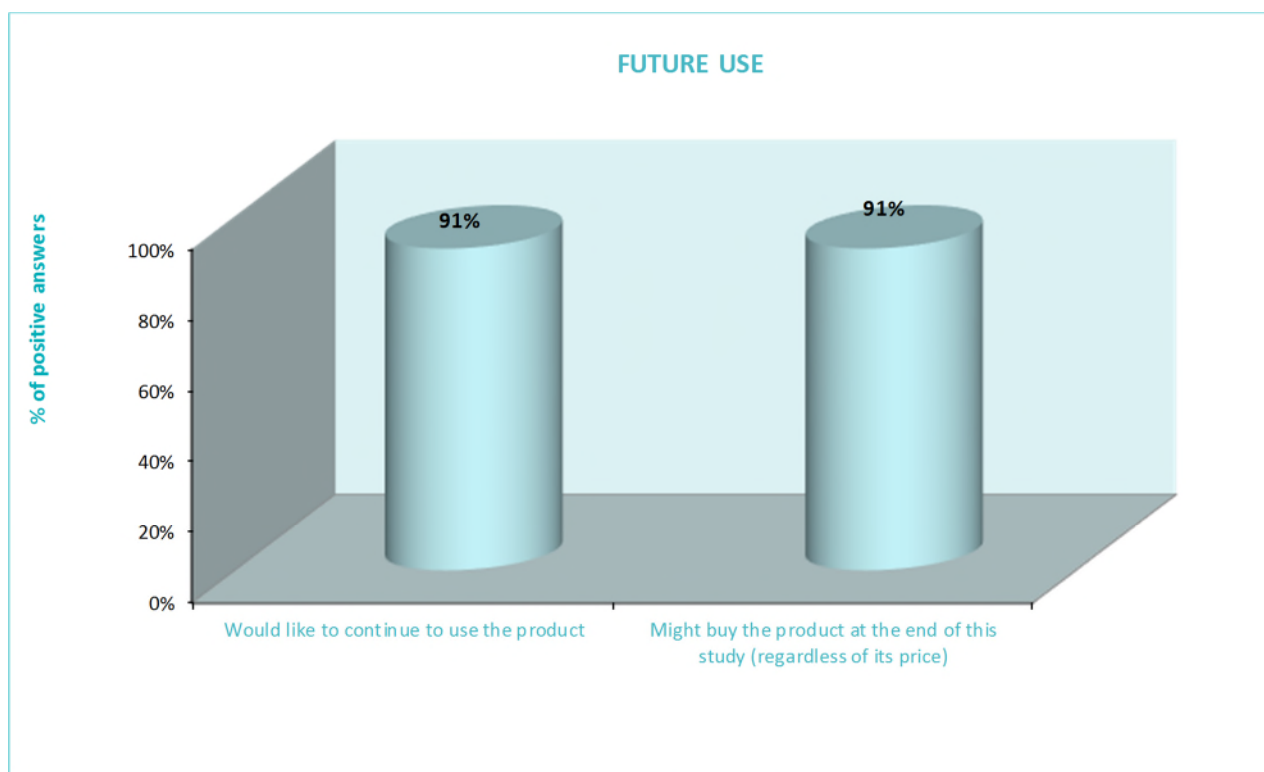 FUTURE USE
% of positive answers
91%
91%
100%
80%
60%
40%
20%
0%
Would like to continue to use the product
Might buy the product at the end of this
study (regardless of its price)